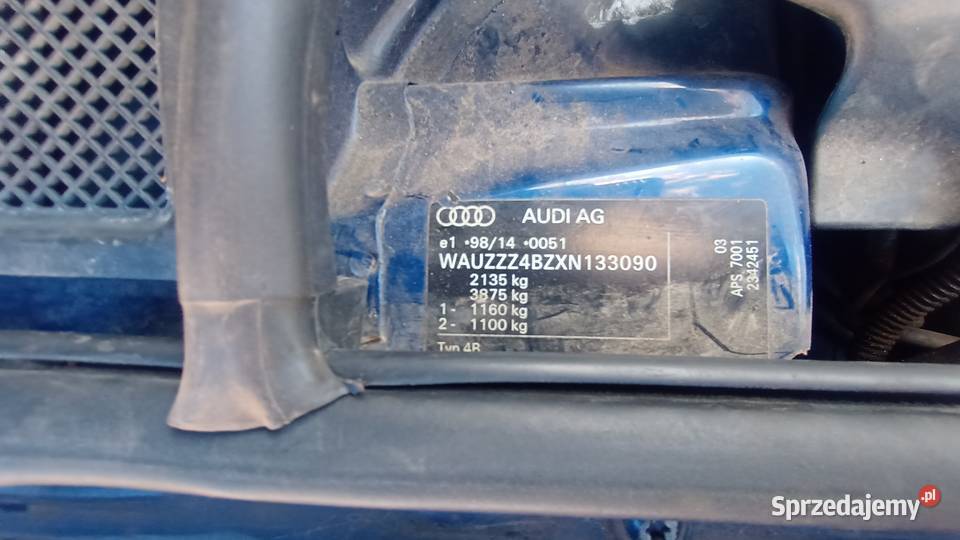 AUDI AG
e1 •98/14 •0051
WAUZZZ4BZXN133090
2135 kg
3875 kg
1- 1160 kg
2- 1100 kg
Typ 4B
03
APS 7001
2342451
Sprzedajemy.pl